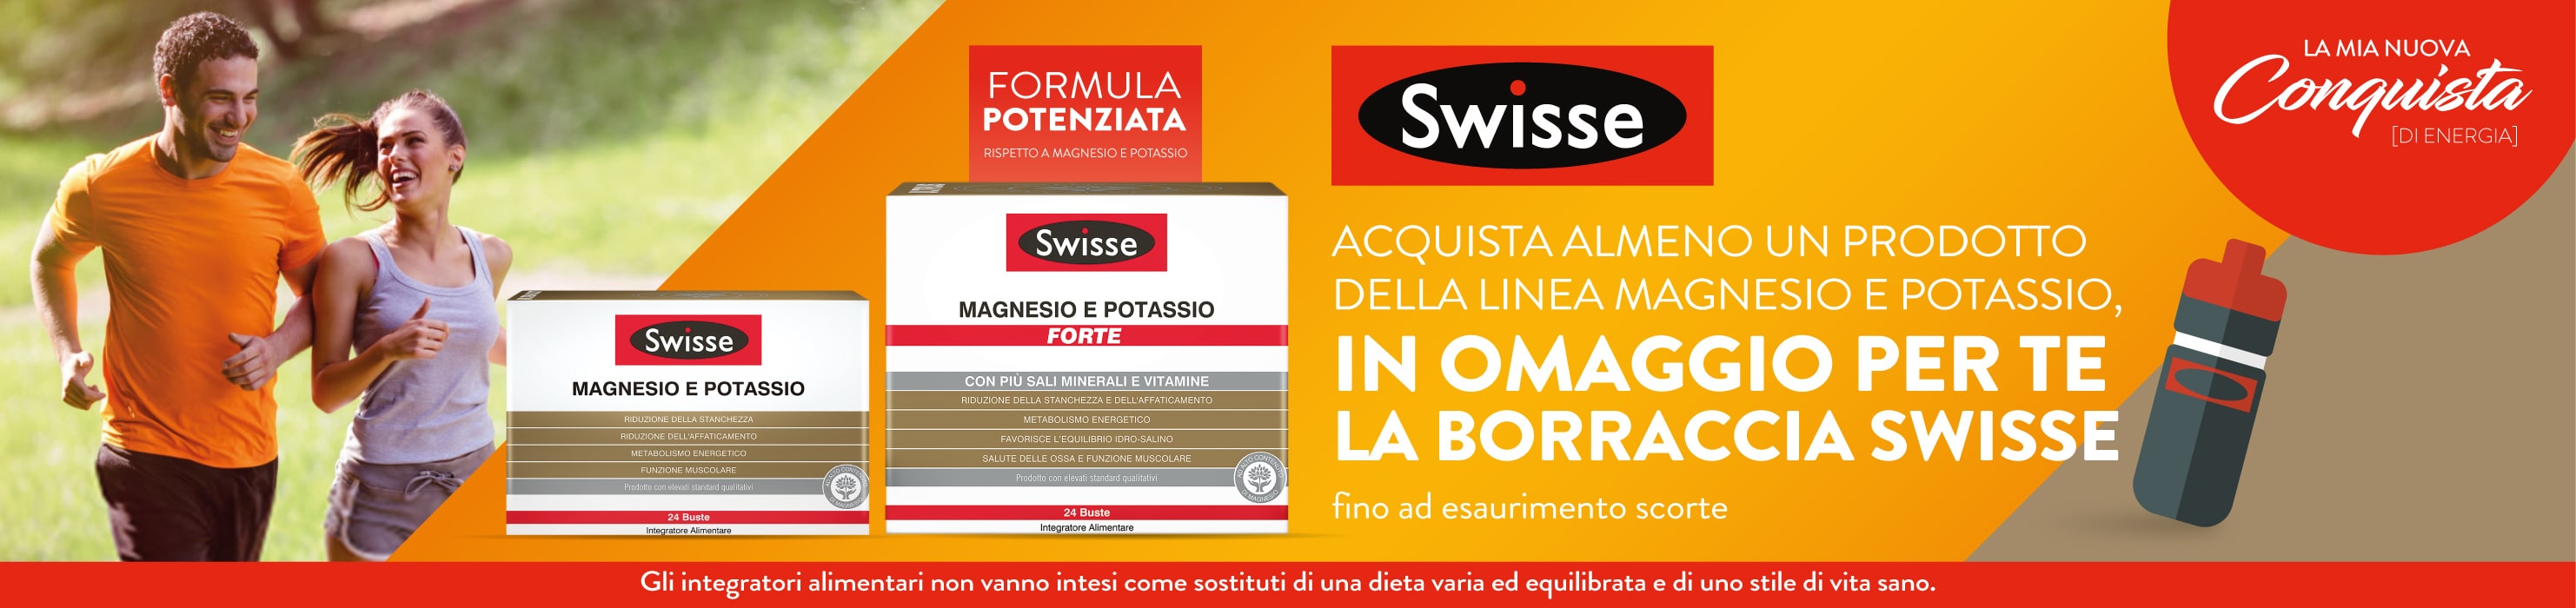 FORMULA
POTENZIATA
RISPETTO A MAGNESIO E POTASSIO
Swisse
MAGNESIO E POTASSIO
RIDUZIONE DELLA STANCHEZZA
RIDUZIONE DELL'AFFATICAMENTO
METABOLISMO ENERGETICO
FUNZIONE MUSCOLARE
Prodotto con elevati standard qualitativi
24 Buste
Integratore Alimentare
Swisse
MAGNESIO E POTASSIO
FORTE
CON PIÙ SALI MINERALI E VITAMINE
RIDUZIONE DELLA STANCHEZZA E DELL'AFFATICAMENTO
METABOLISMO ENERGETICO
FAVORISCE L'EQUILIBRIO IDRO-SALINO
SALUTE DELLE OSSA E FUNZIONE MUSCOLARE
Prodotto con elevati standard qualitativi
AD ALTO CONTENUTO
DI MAGNESIO
24 Buste
Integratore Alimentare
Swisse
ACQUISTA ALMENO UN PRODOTTO
DELLA LINEA MAGNESIO E POTASSIO,
IN OMAGGIO PER TE
LA BORRACCIA SWISSE
fino ad esaurimento scorte
LA MIA NUOVA
Conquista
[DI ENERGIA]
Gli integratori alimentari non vanno intesi come sostituti di una dieta varia ed equilibrata e di uno stile di vita sano.